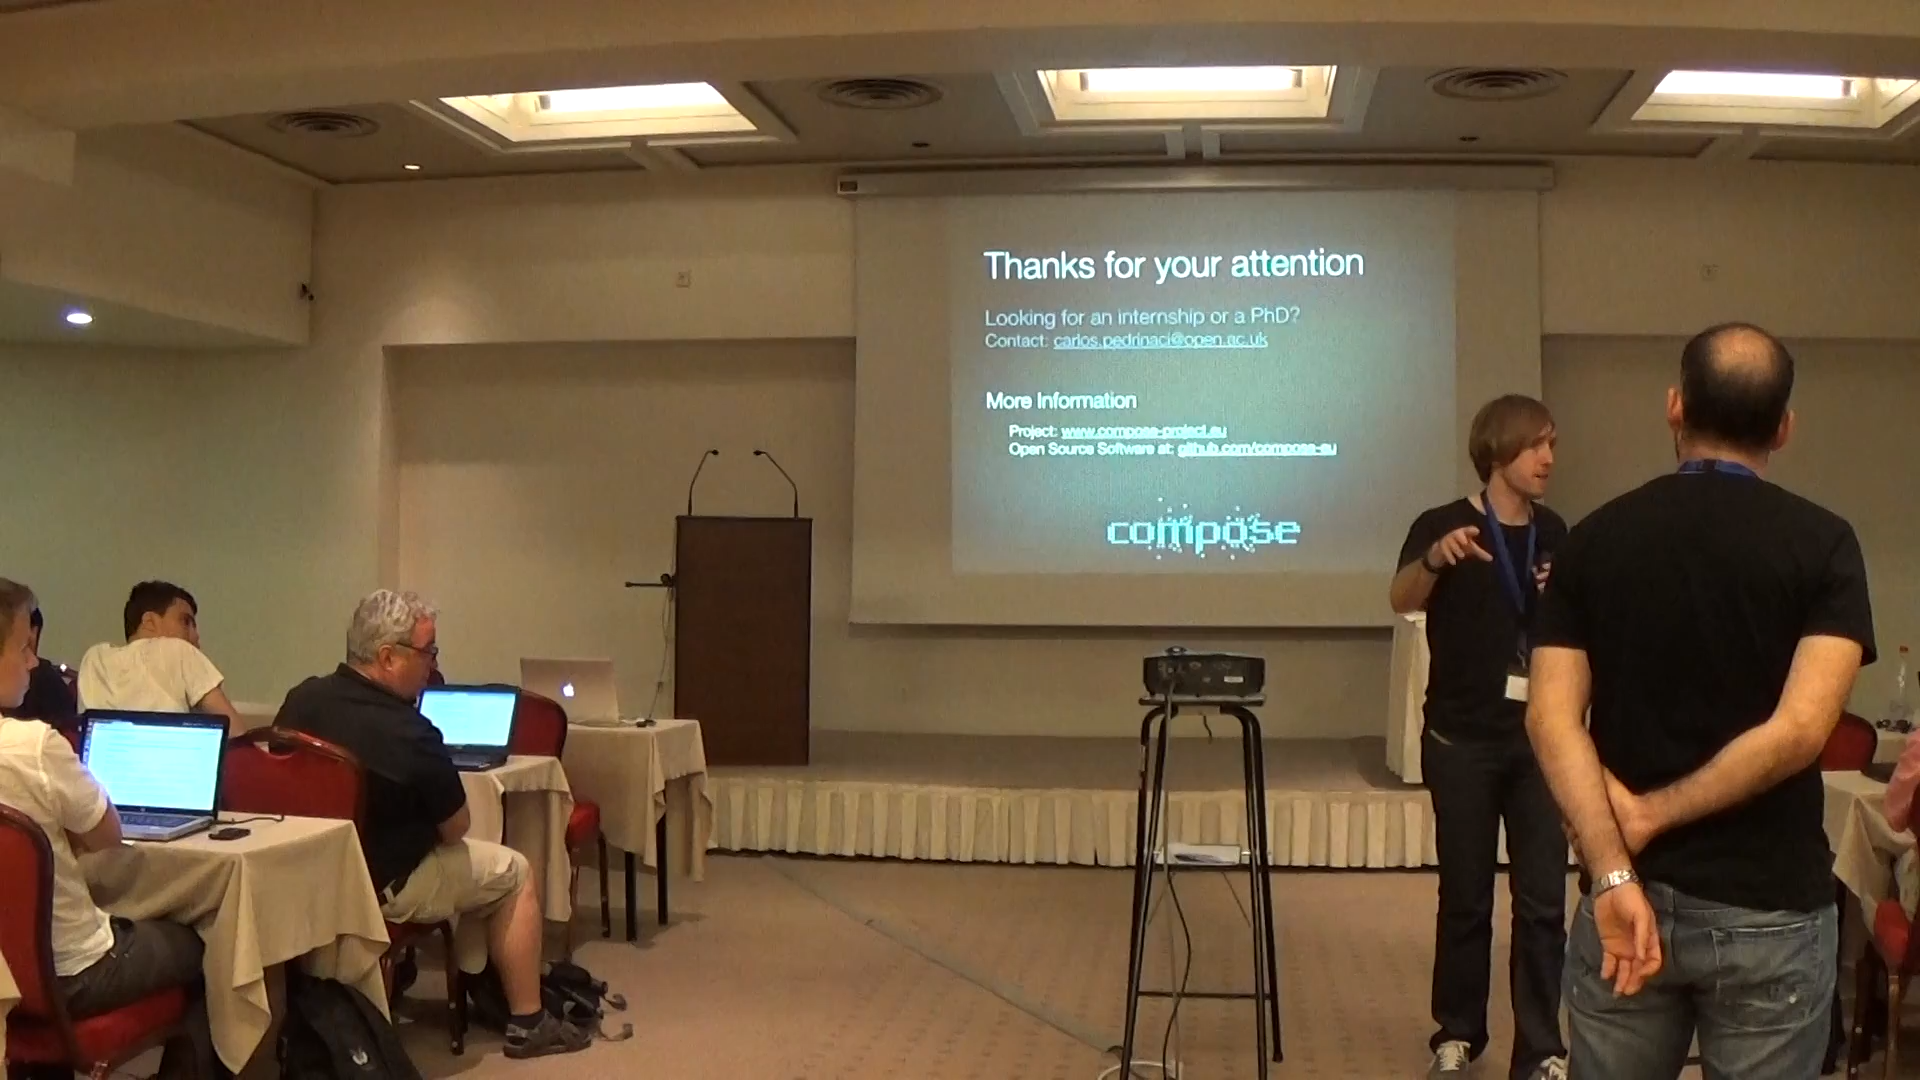 Thanks for your attention
Looking for an internship or a PhD?
Contact: carlos.pedrinaci@open.ac.uk
More Information
Project: www.compose-project.eu
Open Source Software at: github.com/compose-eu
compose